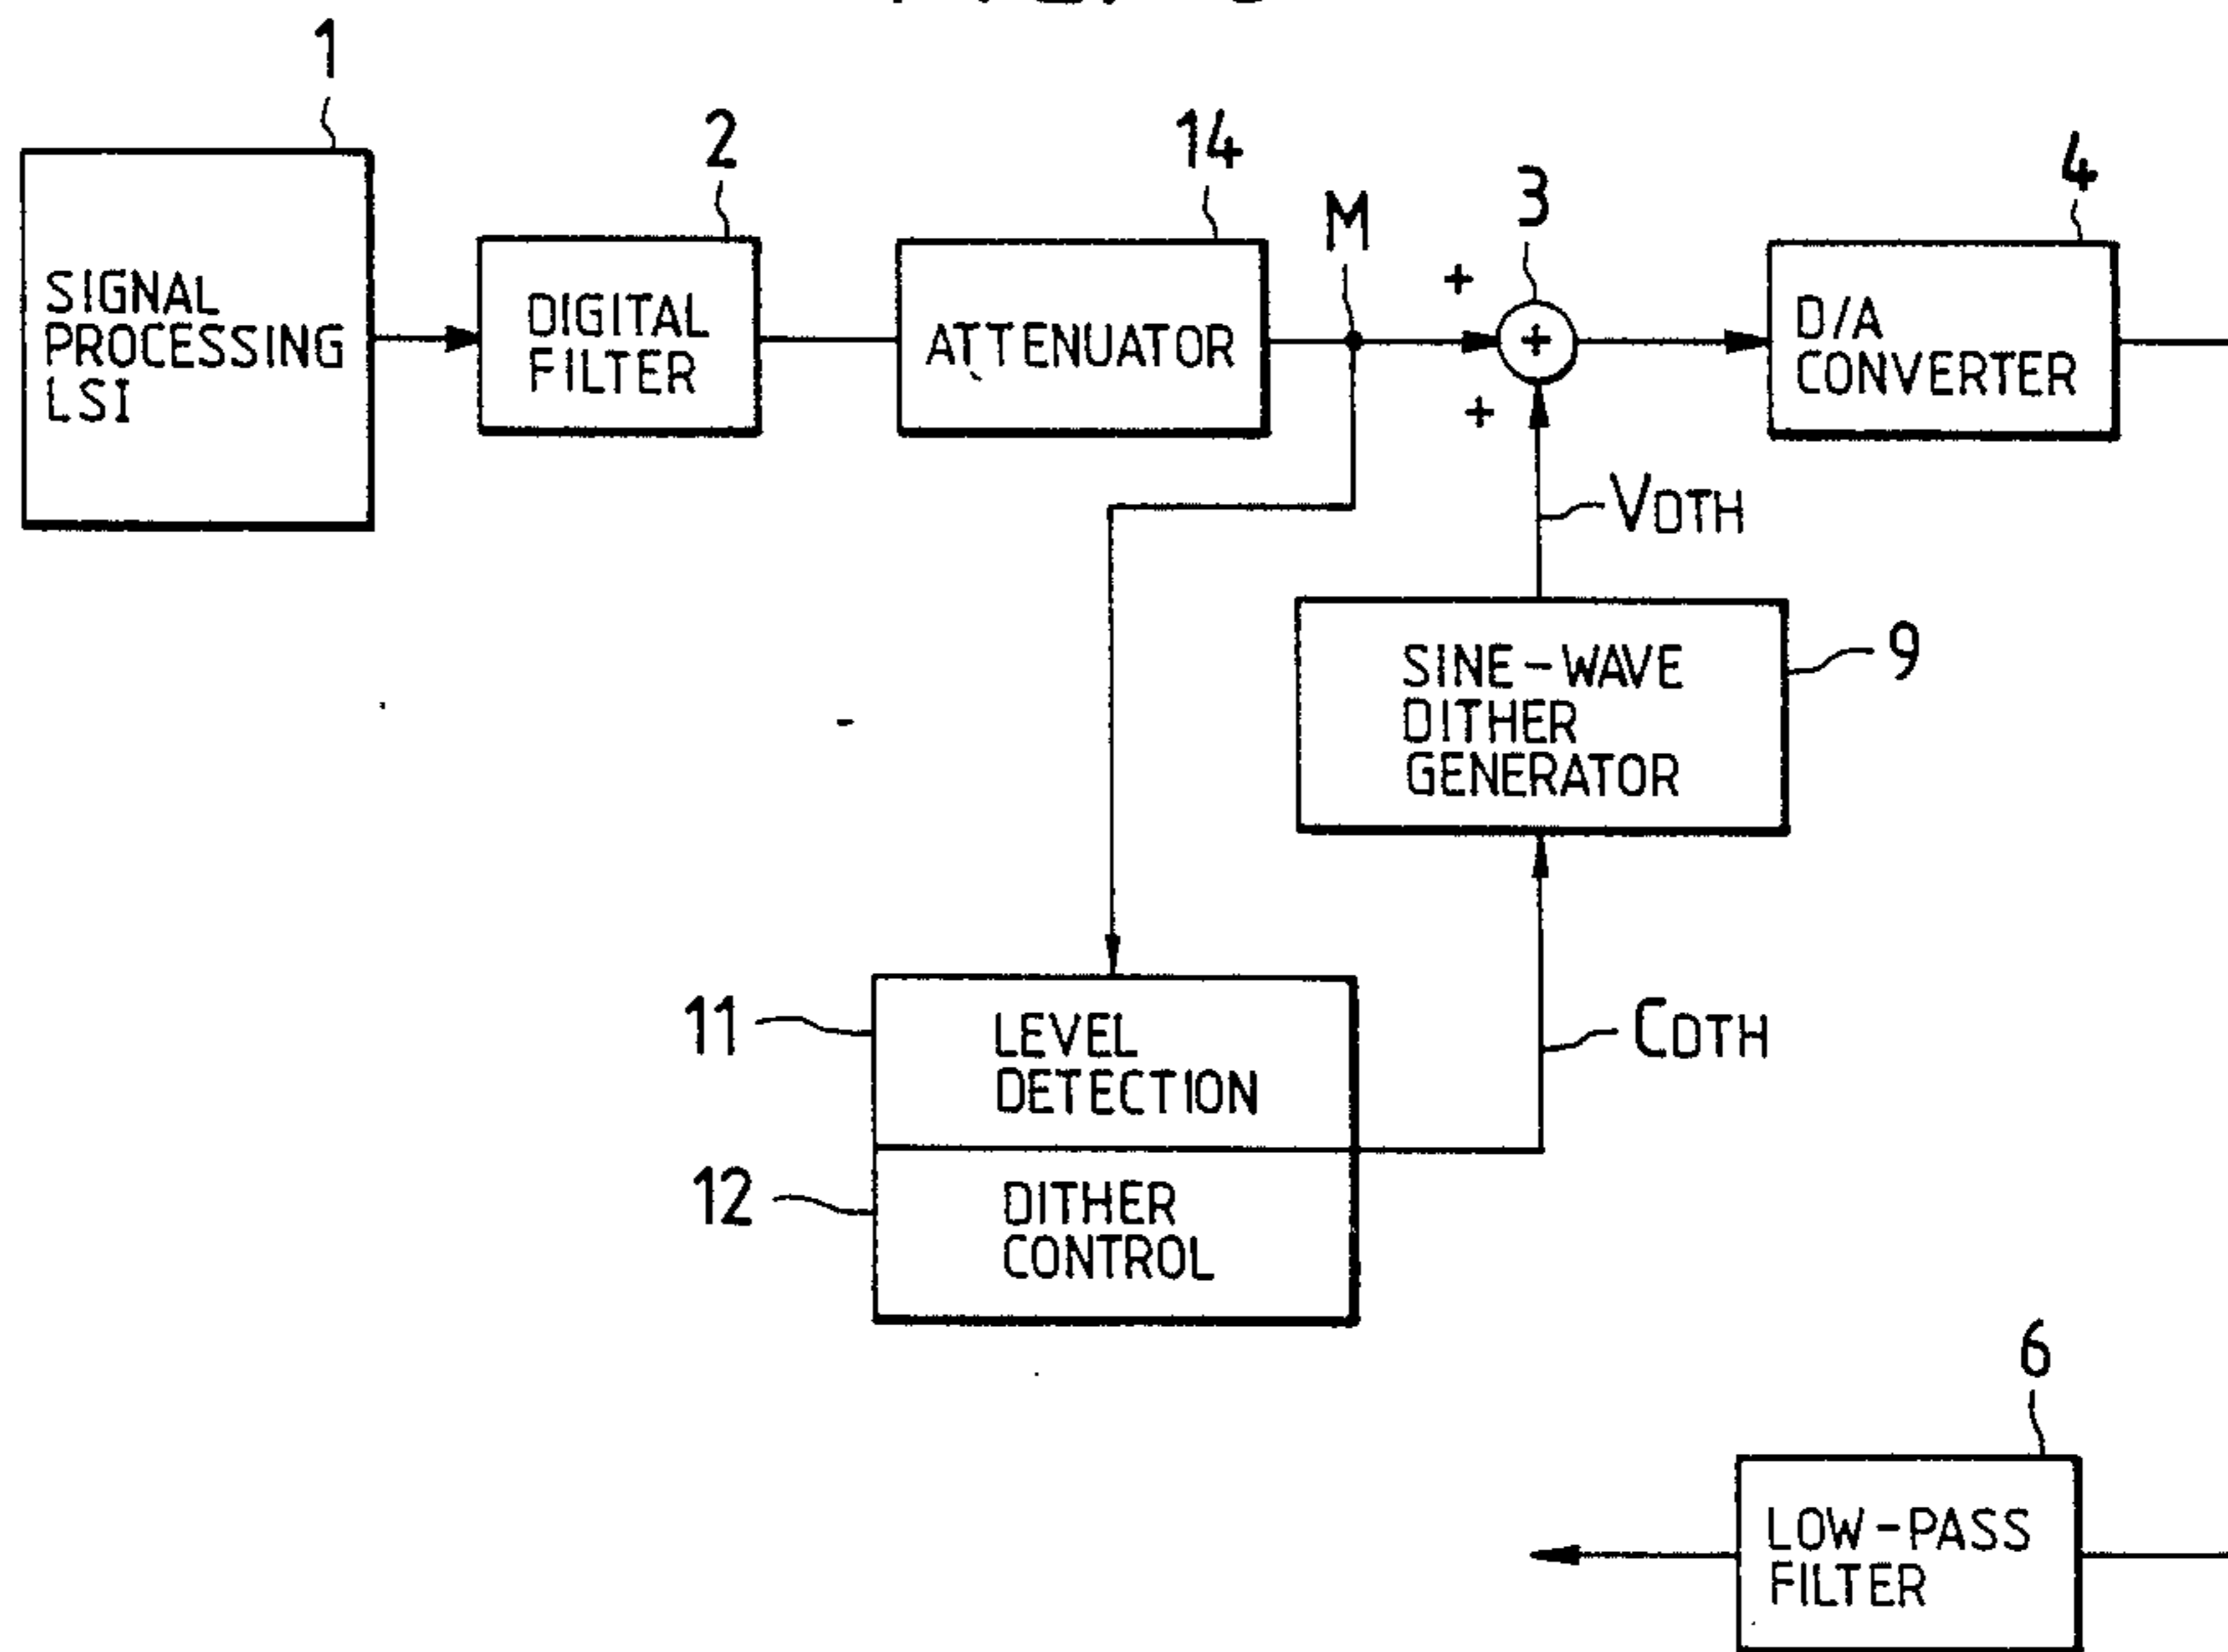 1
2
14
M
3
4
+
+
+
SIGNAL
PROCESSING
LSI
DIGITAL
FILTER
ATTENUATOR
D/A
CONVERTER
VDTH
SINE-WAVE
DITHER
GENERATOR
9
11
LEVEL
DETECTION
CDTH
12
DITHER
CONTROL
6
LOW-PASS
FILTER